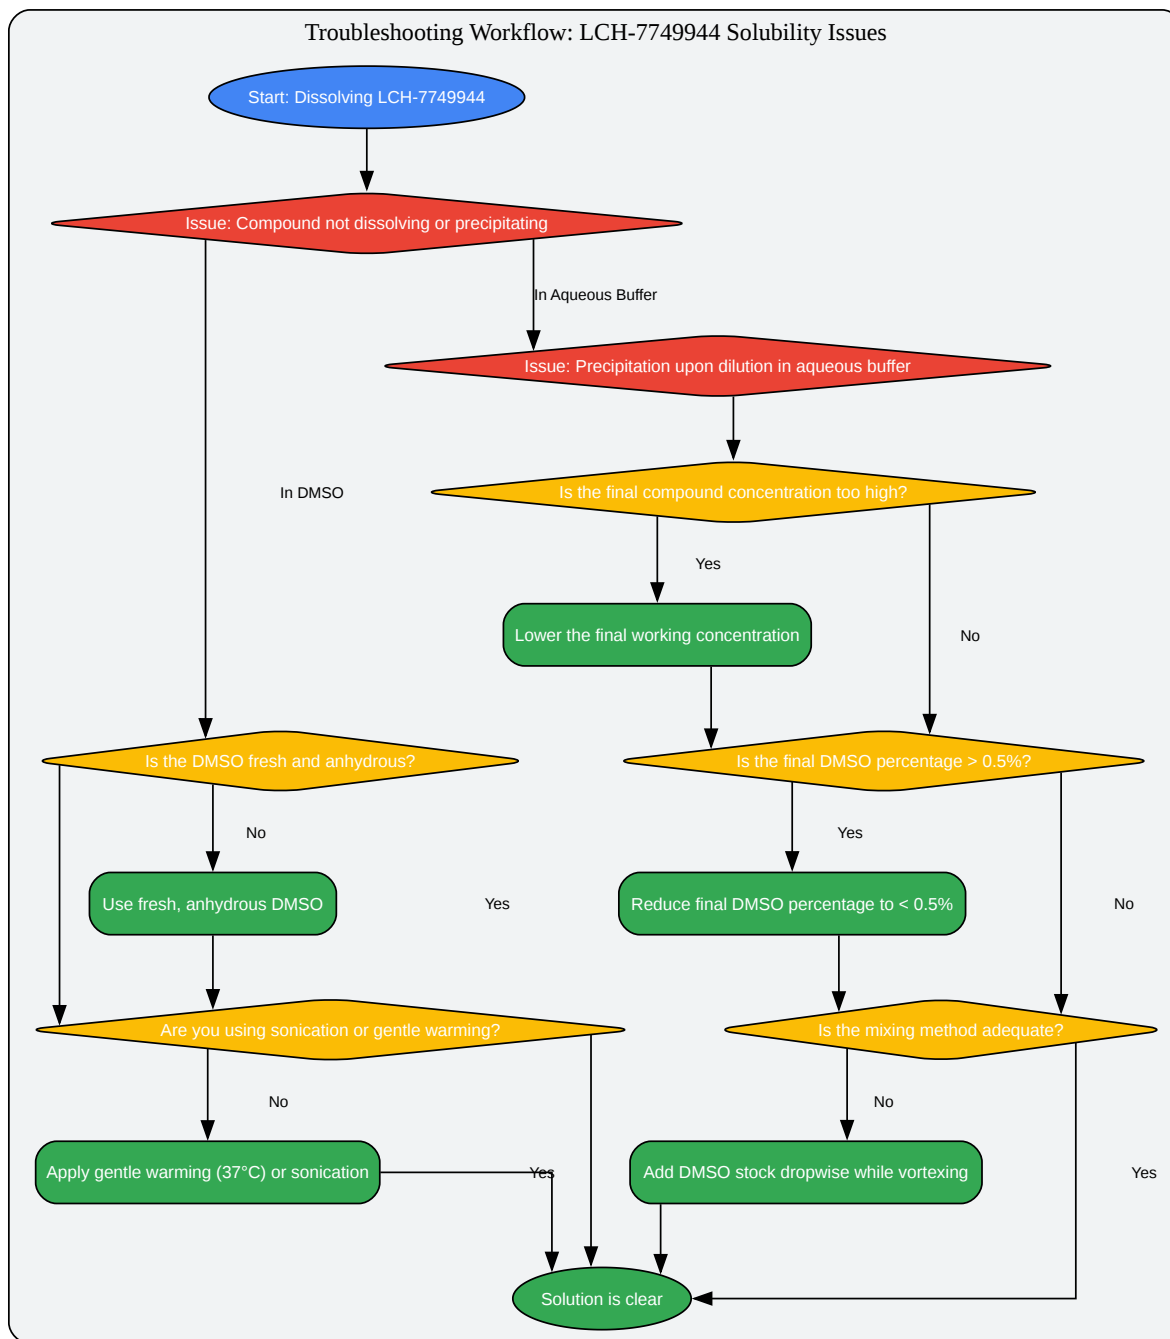 Troubleshooting Workflow: LCH-7749944 Solubility Issues
Start: Dissolving LCH-7749944
Issue: Compound not dissolving or precipitating
In Aqueous Buffer
Issue: Precipitation upon dilution in aqueous buffer
In DMSO
Is the final compound concentration too high?
Yes
Lower the final working concentration
No
Is the DMSO fresh and anhydrous?
Is the final DMSO percentage > 0.5%?
No
Yes
Use fresh, anhydrous DMSO
Yes
Reduce final DMSO percentage to < 0.5%
No
Are you using sonication or gentle warming?
Is the mixing method adequate?
No
No
Apply gentle warming (37°C) or sonication
Yes
Add DMSO stock dropwise while vortexing
Yes
Solution is clear